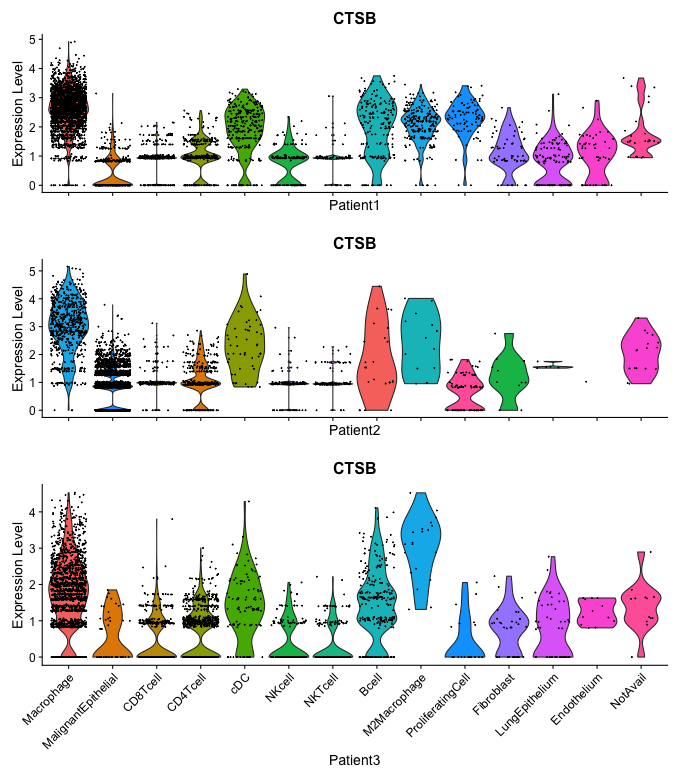 CTSB
Expression Level
5
4
3
2
1
0
Patient1
CTSB
Expression Level
5
4
3
2
1
0
Patient2
CTSB
Expression Level
4
3
2
1
0
Macrophage
MalignantEpithelial
CD8Tcell
CD4Tcell
cDC
NKcell
NKTcell
Bcell
M2Macrophage
ProliferatingCell
Fibroblast
LungEpithelium
Endothelium
NotAvail
Patient3